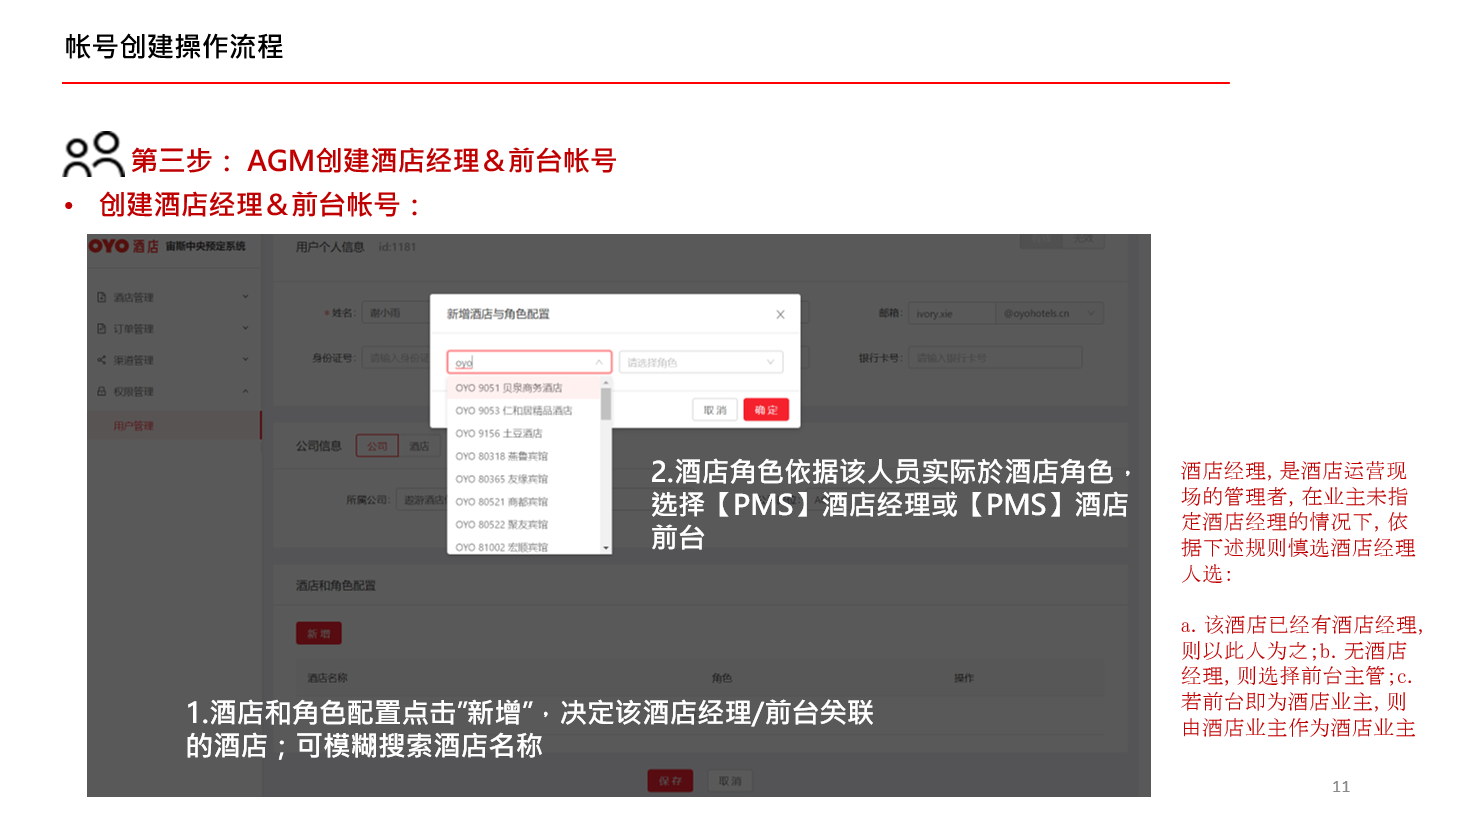 帐号创建操作流程
第三步： AGM创建酒店经理＆前台帐号
• 创建酒店经理＆前台帐号：
OYO 酒店 宙斯中央预定系统
用户个人信息 id:1181
酒店管理
订单管理
渠道管理
权限管理
用户管理
* 姓名: 谢小雨
邮箱: ivory.xie @oyohotels.cn
身份证号: 请输入身份证
银行卡号: 请输入银行卡号
新增酒店与角色配置
oyo 请选择角色
OYO 9051 贝泉商务酒店
OYO 9053 仁和居精品酒店
OYO 9156 土豆酒店
OYO 80318 燕鲁宾馆
OYO 80365 友缘宾馆
OYO 80521 商都宾馆
OYO 80522 聚友宾馆
OYO 81002 宏顺宾馆
取消 确定
公司信息 公司 酒店
所属公司:
2.酒店角色依据该人员实际於酒店角色，
选择【PMS】酒店经理或【PMS】酒店
前台
酒店和角色配置
新增
酒店名称 角色 操作
1.酒店和角色配置点击"新增"，决定该酒店经理/前台关联
的酒店；可模糊搜索酒店名称
保存 取消
酒店经理, 是酒店运营现
场的管理者, 在业主未指
定酒店经理的情况下, 依
据下述规则慎选酒店经理
人选:
a. 该酒店已经有酒店经理,
则以此人为之;b. 无酒店
经理, 则选择前台主管;c.
若前台即为酒店业主, 则
由酒店业主作为酒店业主
11